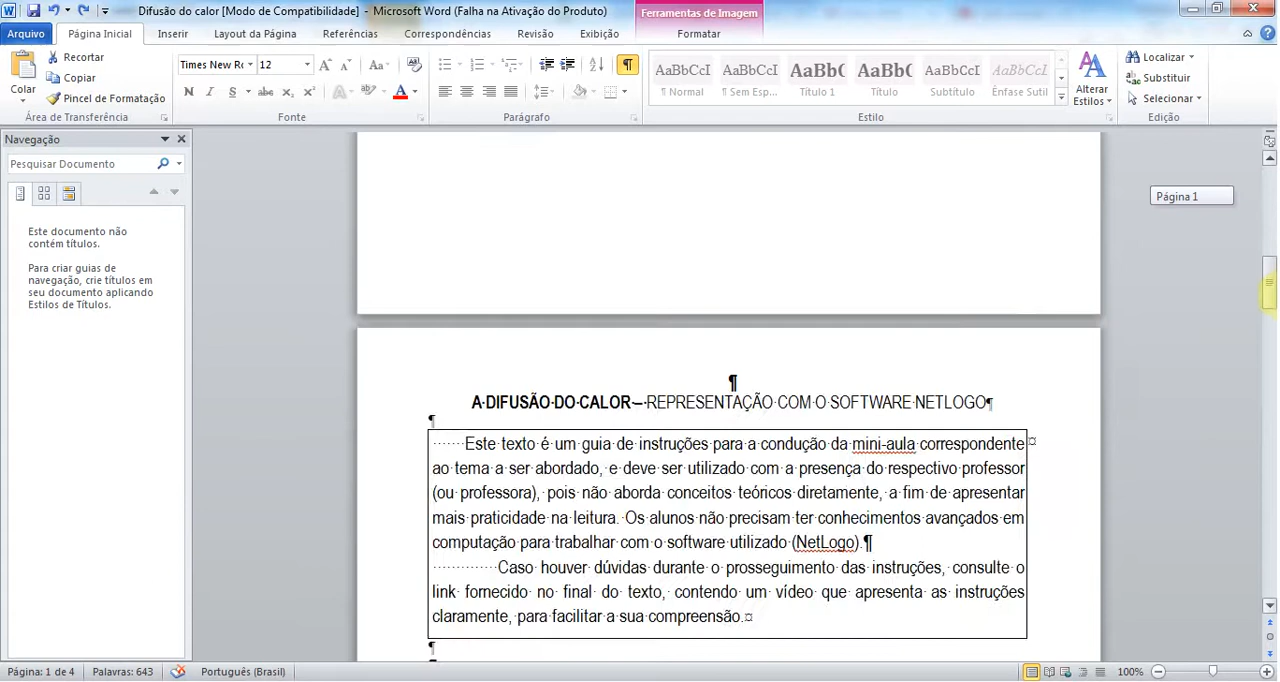 Difusão do calor [Modo de Compatibilidade] - Microsoft Word (Falha na Ativação do Produto)
Ferramentas de Imagem
Arquivo
Página Inicial
Inserir
Layout da Página
Referências
Correspondências
Revisão
Exibição
Formatar
Colar
Recortar
Copiar
Pincel de Formatação
Área de Transferência
Times New R
12
Fonte
Parágrafo
AaBbCcI AaBbCcI AaBbC AaBbC AaBbCcI AaBbCcI
¶ Normal ¶ Sem Esp... Título 1 Título Subtítulo Ênfase Sutil
Alterar
Estilos
Estilo
Localizar
Substituir
Selecionar
Edição
Navegação
Pesquisar Documento
Este documento não
contém títulos.
Para criar guias de
navegação, crie títulos em
seu documento aplicando
Estilos de Títulos.
Página 1
¶
A·DIFUSÃO·DO·CALOR·–·REPRESENTAÇÃO·COM·O·SOFTWARE·NETLOGO¶
¶
·······Este·texto·é·um·guia·de·instruções·para·a·condução·da·mini-aula·correspondente
ao·tema·a·ser·abordado,·e·deve·ser·utilizado·com·a·presença·do·respectivo·professor
(ou·professora),·pois·não·aborda·conceitos·teóricos·diretamente,·a·fim·de·apresentar
mais·praticidade·na·leitura.·Os·alunos·não·precisam·ter·conhecimentos·avançados·em
computação·para·trabalhar·com·o·software·utilizado·(NetLogo).¶
·············Caso·houver·dúvidas·durante·o·prosseguimento·das·instruções,·consulte·o
link·fornecido·no·final·do·texto,·contendo·um·vídeo·que·apresenta·as·instruções
claramente,·para·facilitar·a·sua·compreensão.¤
¶
Página: 1 de 4
Palavras: 643
Português (Brasil)
100%